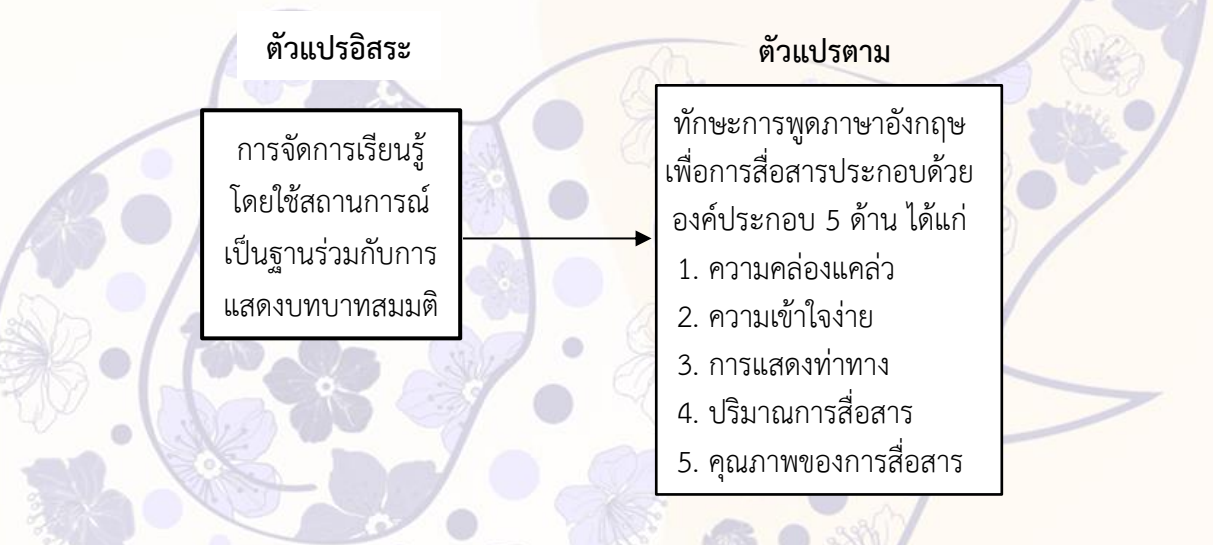 ตัวแปรอิสระ
การจัดการเรียนรู้
โดยใช้สถานการณ์
เป็นฐานร่วมกับการ
แสดงบทบาทสมมติ
ตัวแปรตาม
ทักษะการพูดภาษาอังกฤษ
เพื่อการสื่อสารประกอบด้วย
องค์ประกอบ 5 ด้าน ได้แก่
1. ความคล่องแคล่ว
2. ความเข้าใจง่าย
3. การแสดงท่าทาง
4. ปริมาณการสื่อสาร
5. คุณภาพของการสื่อสาร